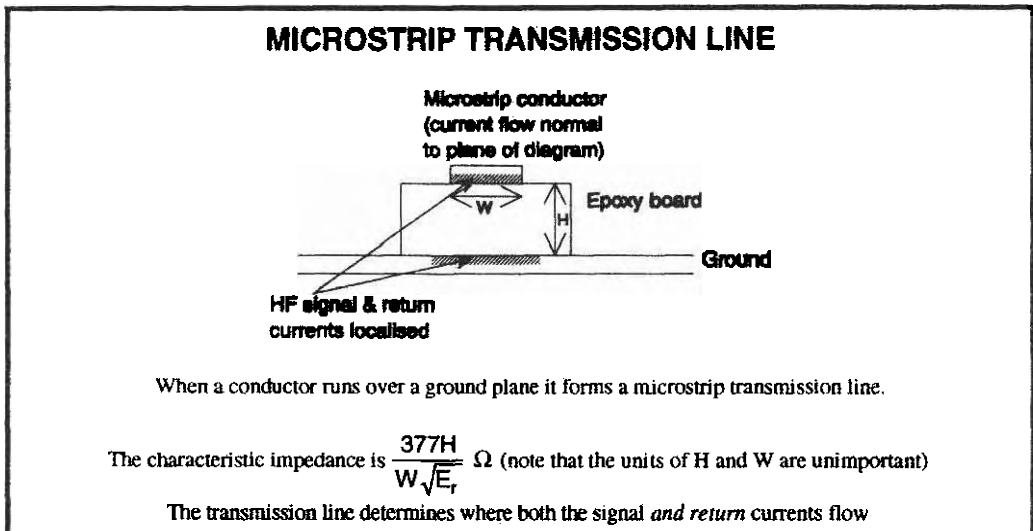 MICROSTRIP TRANSMISSION LINE
Microstrip conductor
(current flow normal
to plane of diagram)
W
H
Epoxy board
Ground
HF signal & return
currents localised
When a conductor runs over a ground plane it forms a microstrip transmission line.
The characteristic impedance is 377H / W√Er Ω (note that the units of H and W are unimportant)
The transmission line determines where both the signal and return currents flow